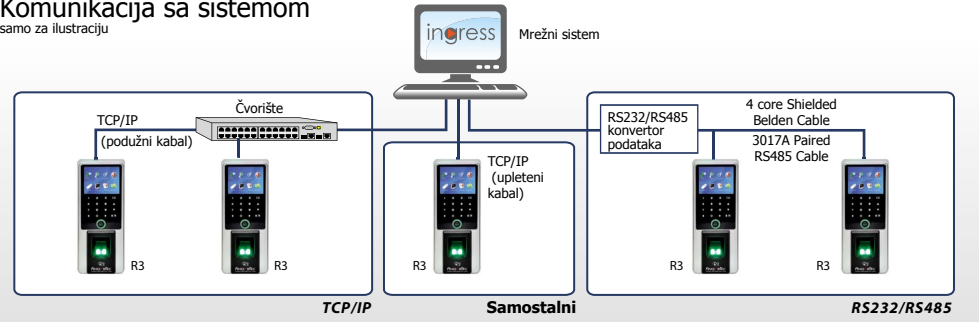 Komunikacija sa sistemom
samo za ilustraciju
ingress
Mrežni sistem
TCP/IP
(podužni kabal)
Čvorište
R3
R3
TCP/IP
TCP/IP
(upleteni
kabal)
R3
Samostalni
RS232/RS485
konvertor
podataka
4 core Shielded
Belden Cable
3017A Paired
RS485 Cable
R3
R3
RS232/RS485